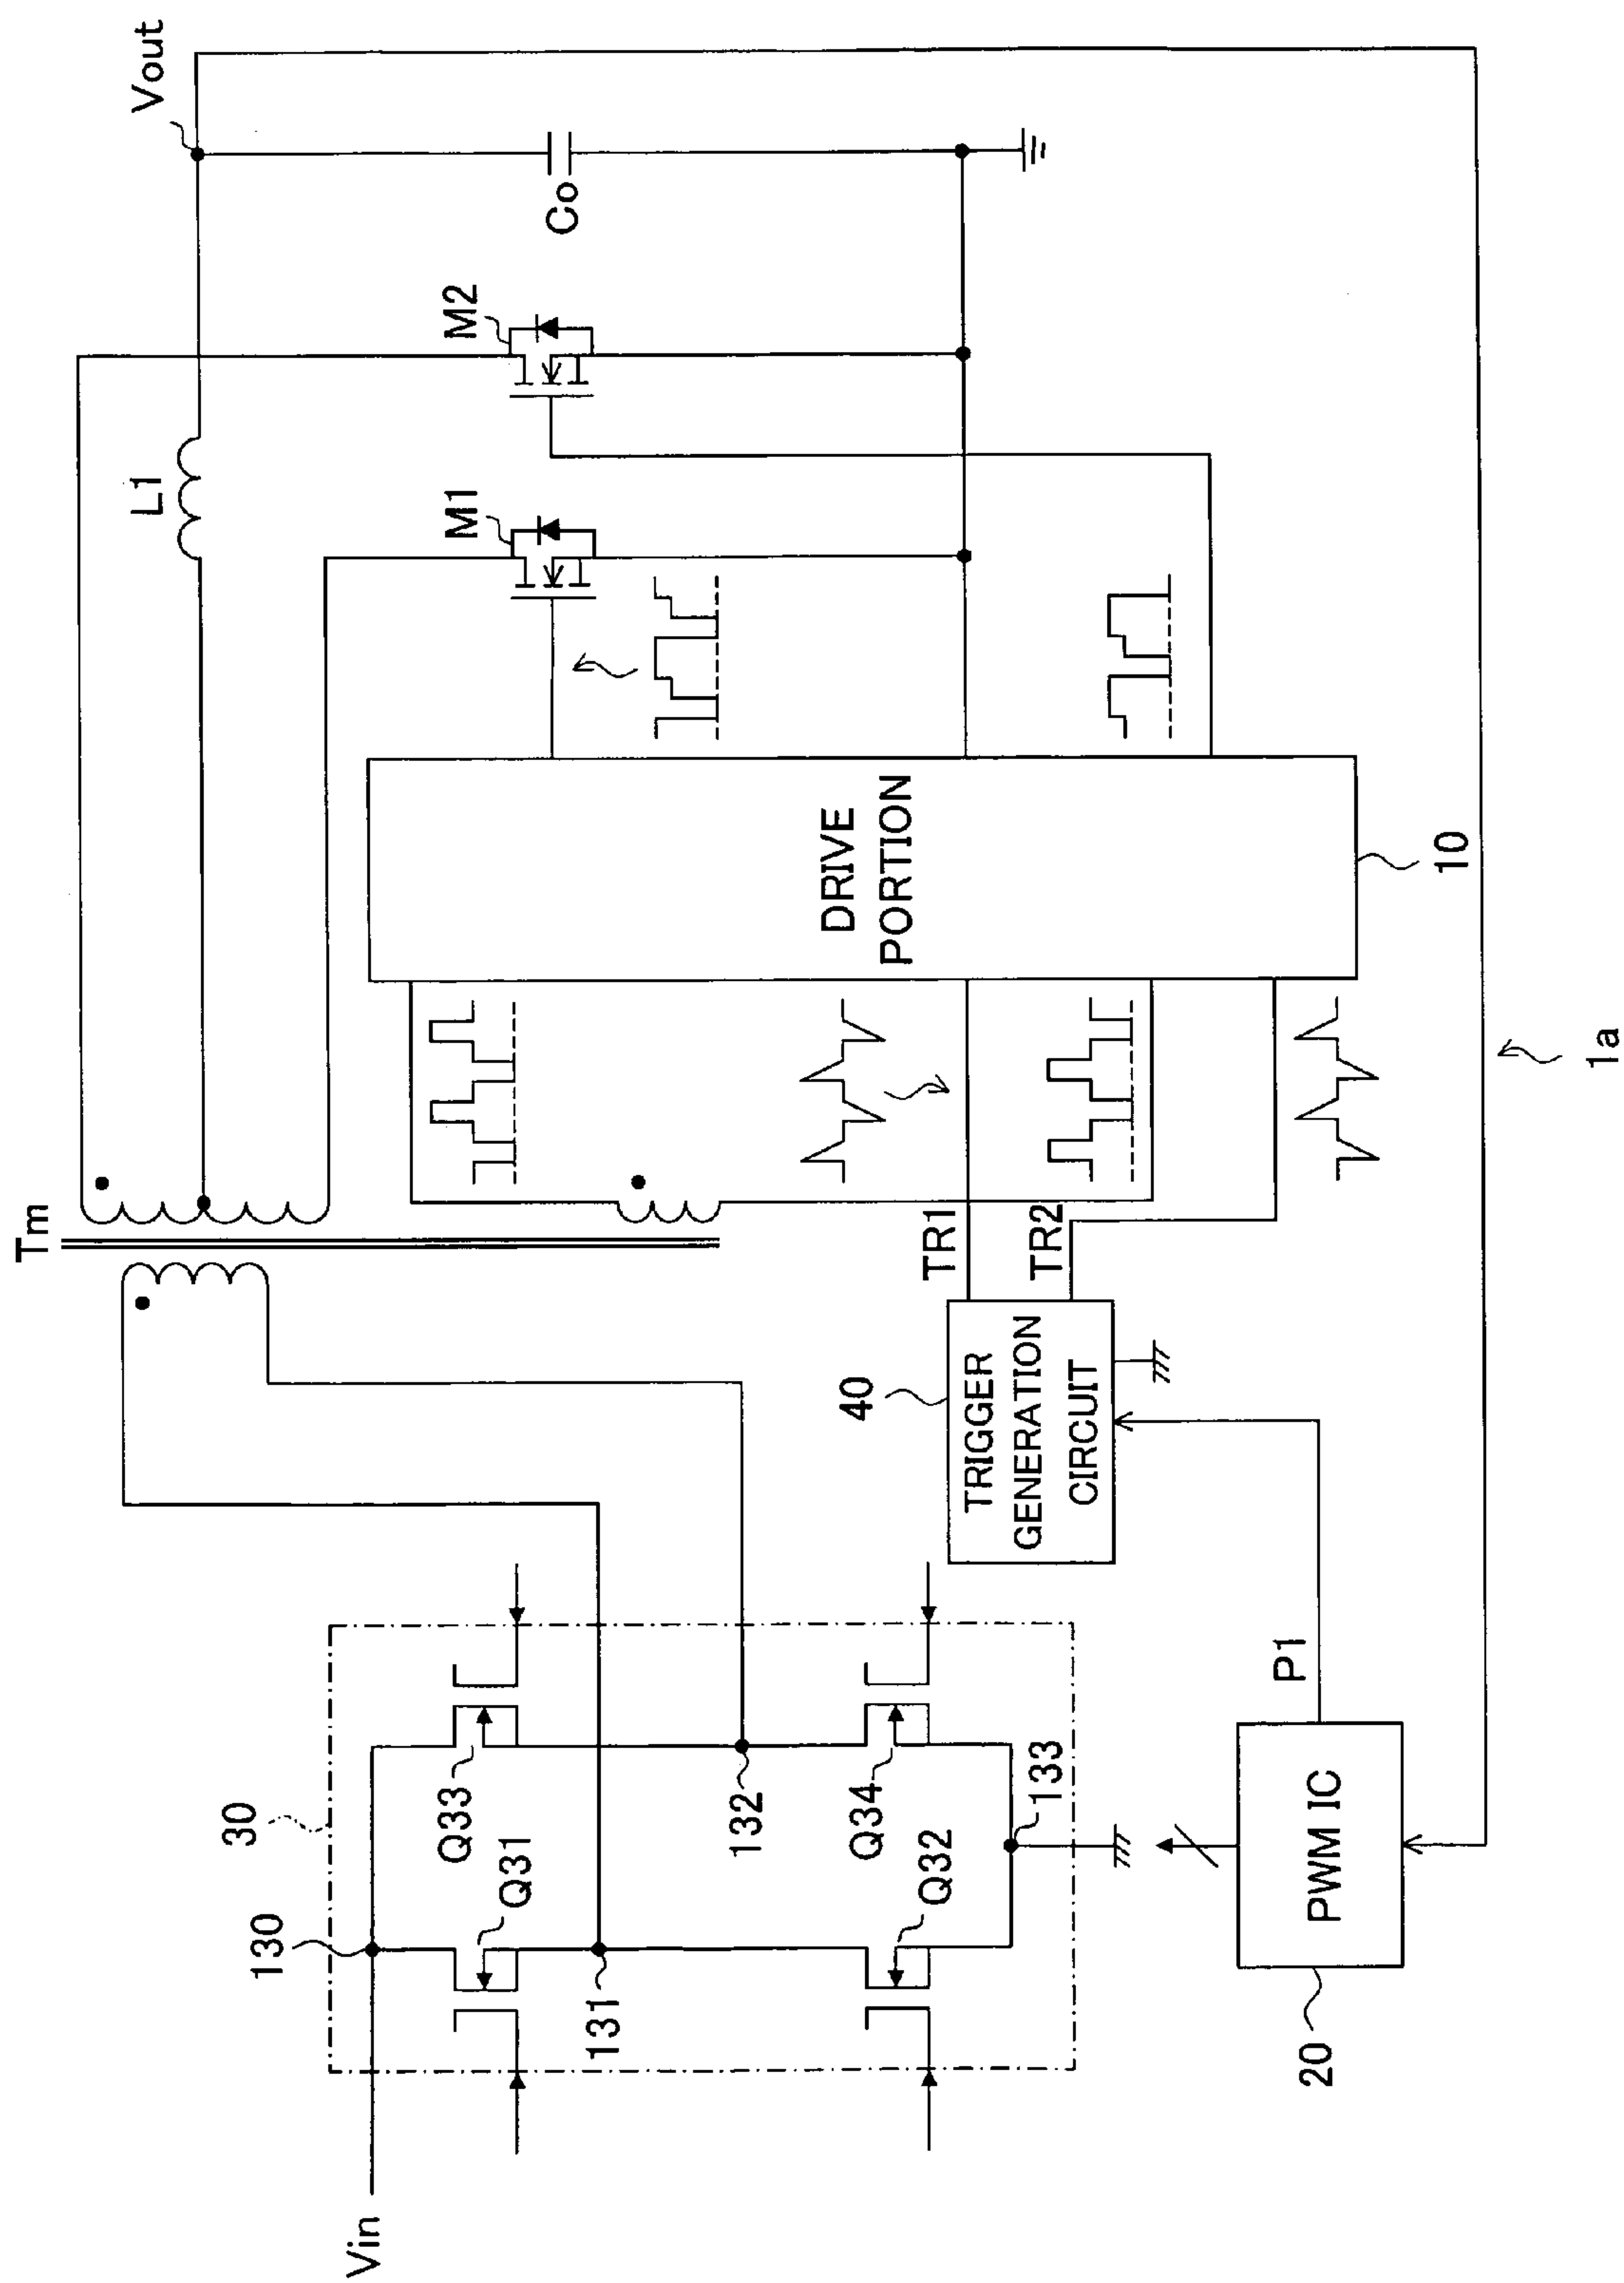 Tm
L1
Vout
M1
M2
Co
30
130
Q33
Q31
131
132
Q34
Q32
133
Vin
DRIVE
PORTION
10
TR1
TR2
40
TRIGGER
GENERATION
CIRCUIT
P1
PWM IC
20
1a